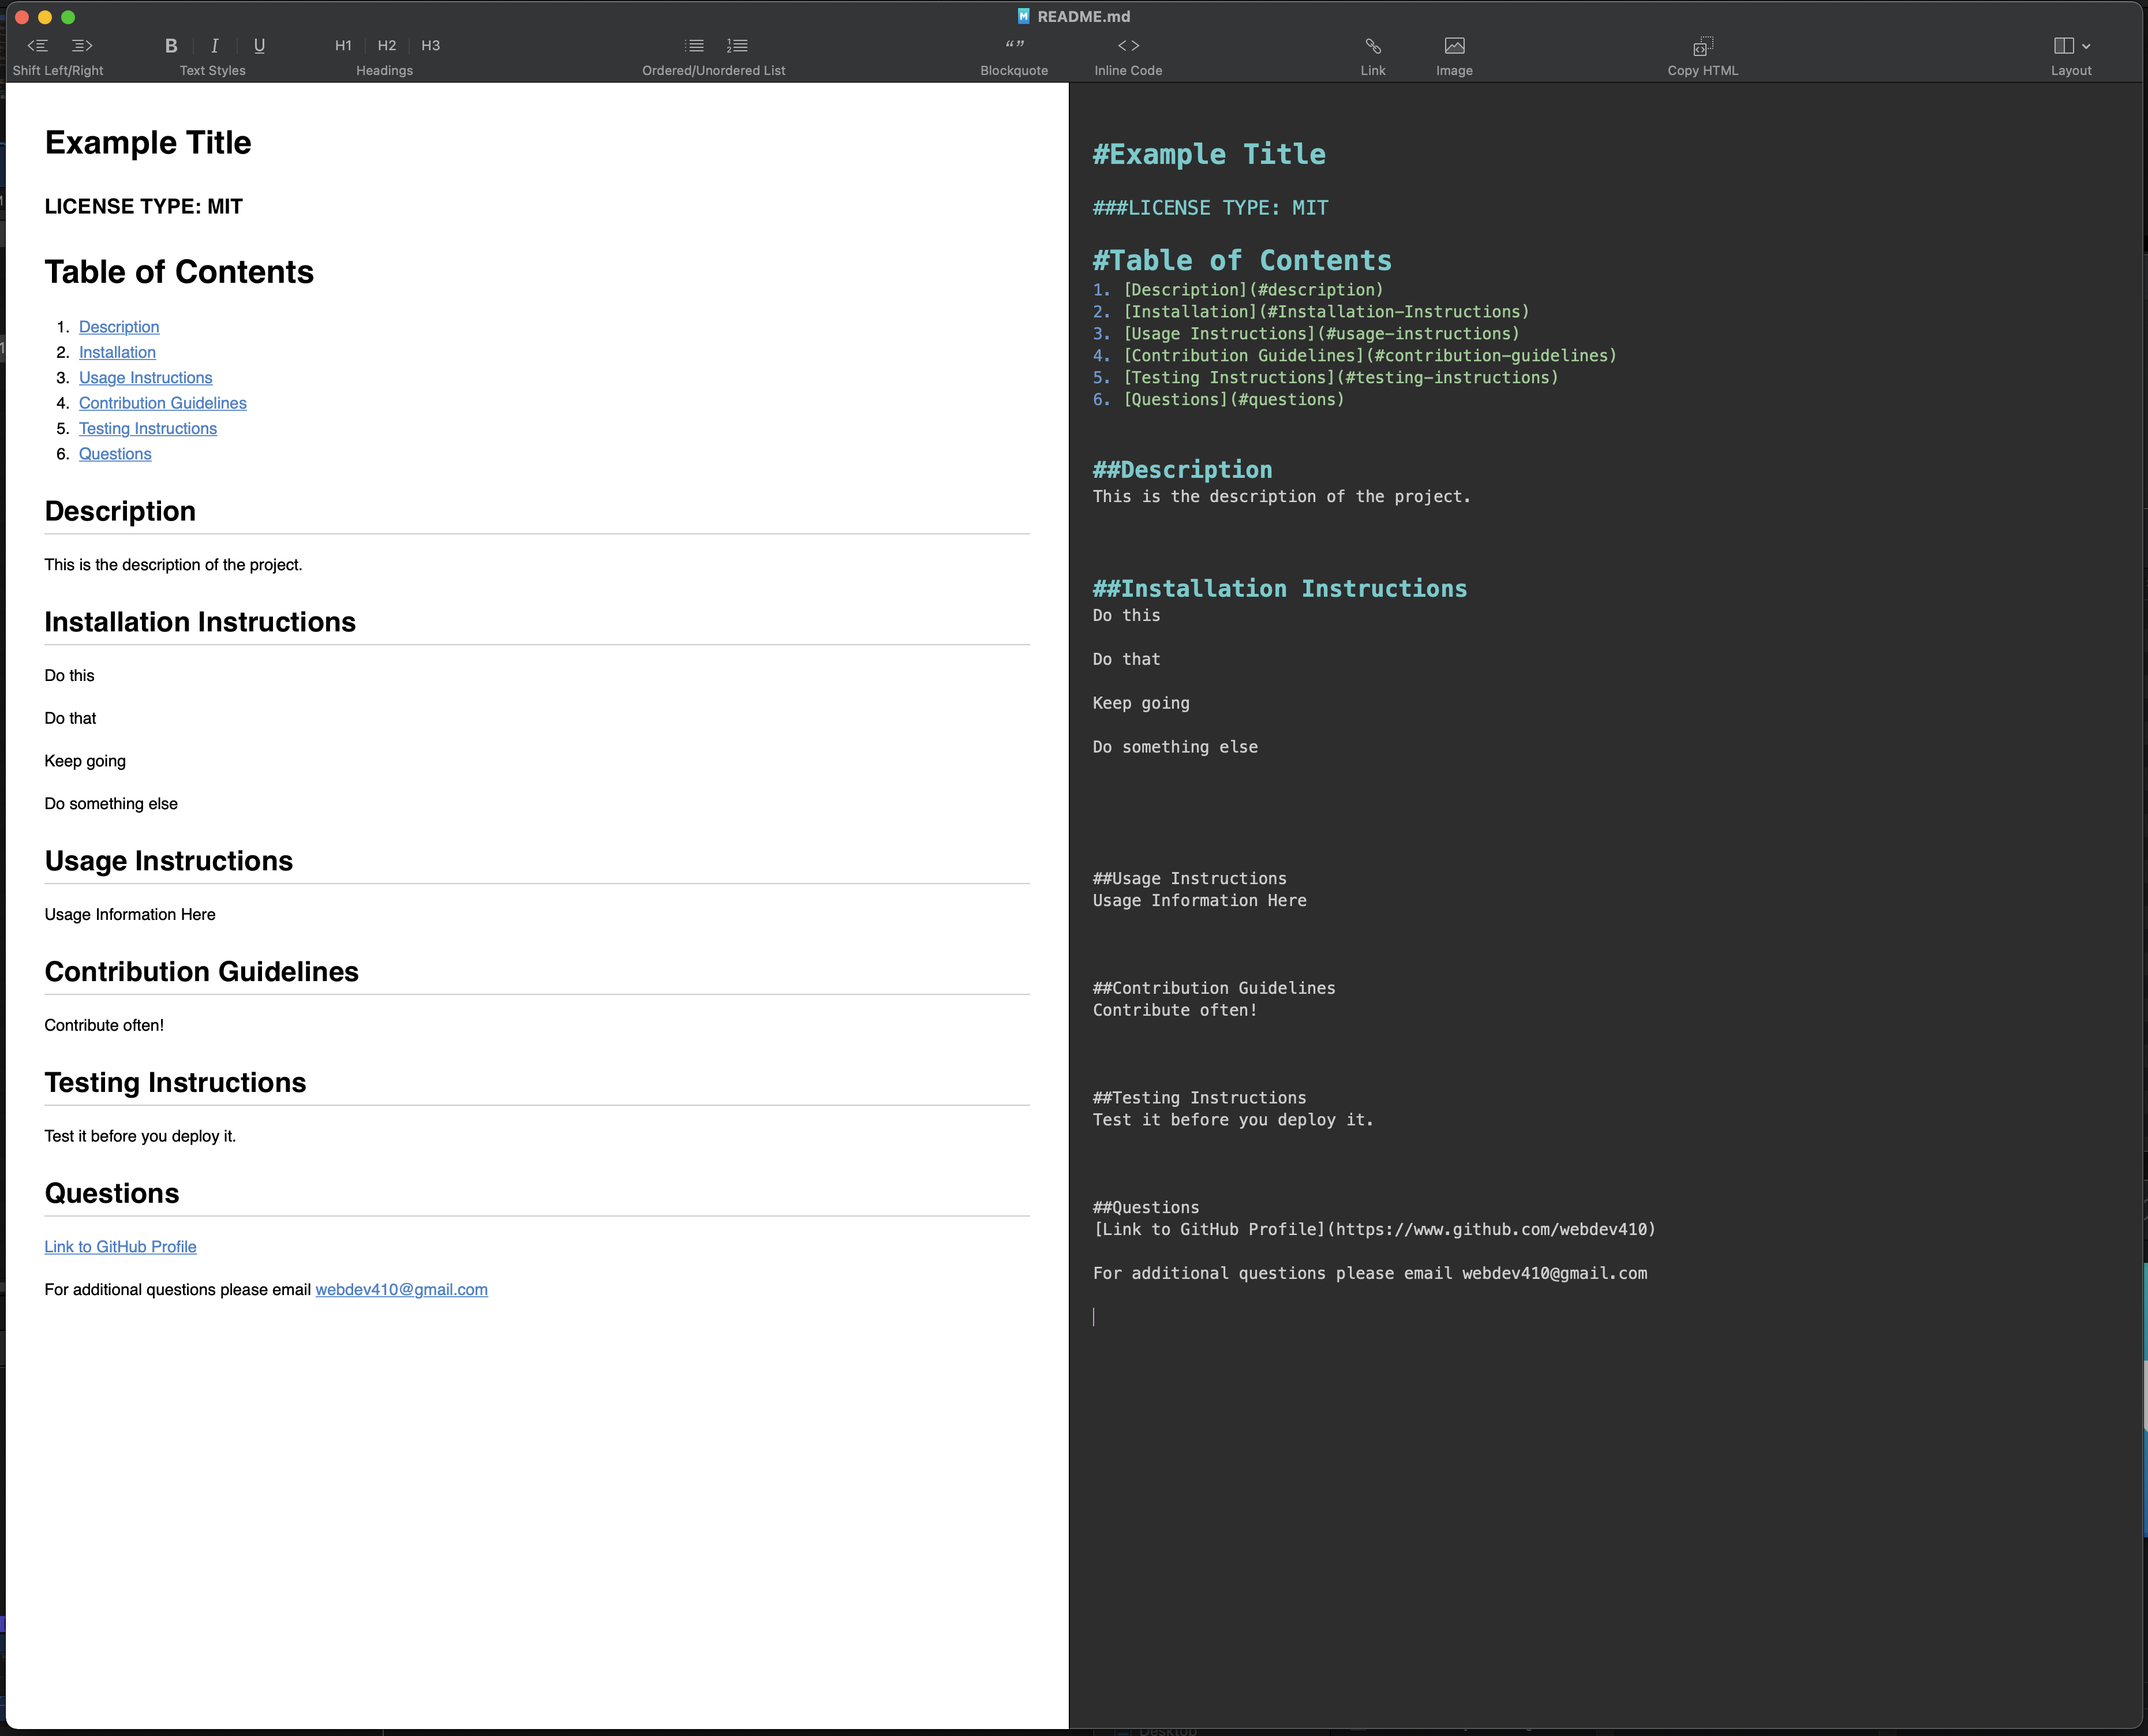 README.md
B I U
H1 H2 H3
“ ”
< >
Shift Left/Right
Text Styles
Headings
Ordered/Unordered List
Blockquote
Inline Code
Link
Image
Copy HTML
Layout
Example Title
LICENSE TYPE: MIT
Table of Contents
1. Description
2. Installation
3. Usage Instructions
4. Contribution Guidelines
5. Testing Instructions
6. Questions
Description
This is the description of the project.
Installation Instructions
Do this
Do that
Keep going
Do something else
Usage Instructions
Usage Information Here
Contribution Guidelines
Contribute often!
Testing Instructions
Test it before you deploy it.
Questions
Link to GitHub Profile
For additional questions please email webdev410@gmail.com
#Example Title
###LICENSE TYPE: MIT
#Table of Contents
1. [Description](#description)
2. [Installation](#Installation-Instructions)
3. [Usage Instructions](#usage-instructions)
4. [Contribution Guidelines](#contribution-guidelines)
5. [Testing Instructions](#testing-instructions)
6. [Questions](#questions)
##Description
This is the description of the project.
##Installation Instructions
Do this
Do that
Keep going
Do something else
##Usage Instructions
Usage Information Here
##Contribution Guidelines
Contribute often!
##Testing Instructions
Test it before you deploy it.
##Questions
[Link to GitHub Profile](https://www.github.com/webdev410)
For additional questions please email webdev410@gmail.com
Desktop